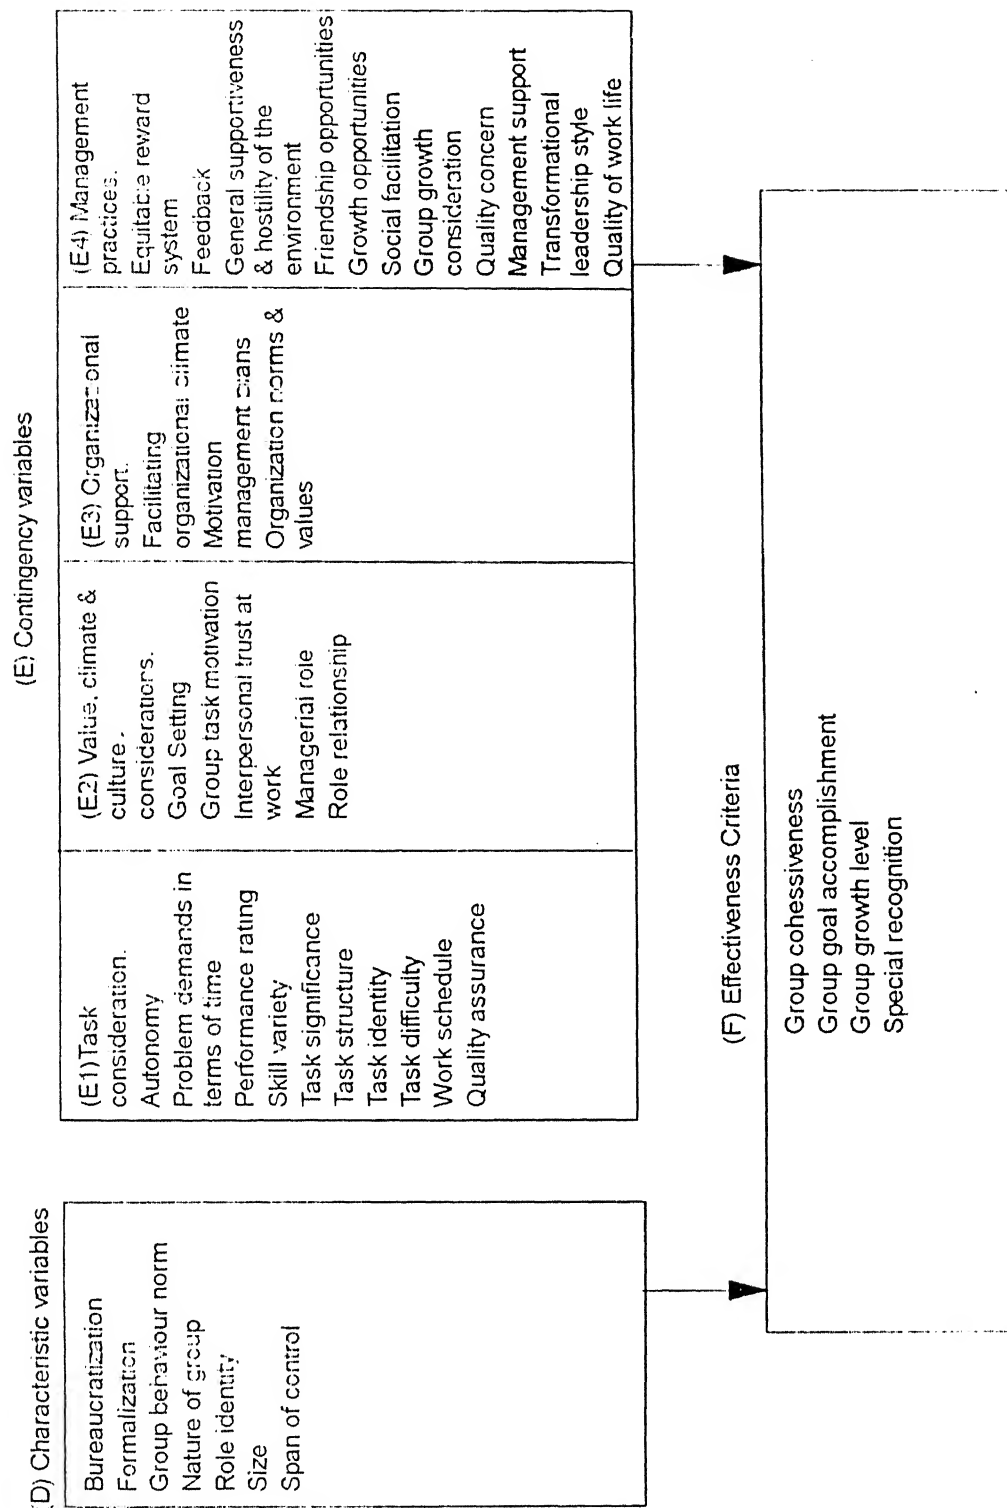 (D) Characteristic variables
Bureaucratization
Formalization
Group behaviour norm
Nature of group
Role identity
Size
Span of control
(E) Contingency variables
(E1)Task
consideration.
Autonomy
Problem demands in
terms of time
Performance rating
Skill variety
Task significance
Task structure
Task identity
Task difficulty
Work schedule
Quality assurance
(E2) Value, climate &
culture.
considerations.
Goal Setting
Group task motivation
Interpersonal trust at
work
Managerial role
Role relationship
(E3) Organizational
support.
Facilitating
organizational climate
Motivation
management plans
Organization norms &
values
(E4) Management
practices.
Equitable reward
system
Feedback
General supportiveness
& hostility of the
environment
Friendship opportunities
Growth opportunities
Social facilitation
Group growth
consideration
Quality concern
Management support
Transformational
leadership style
Quality of work life
(F) Effectiveness Criteria
Group cohessiveness
Group goal accomplishment
Group growth level
Special recognition